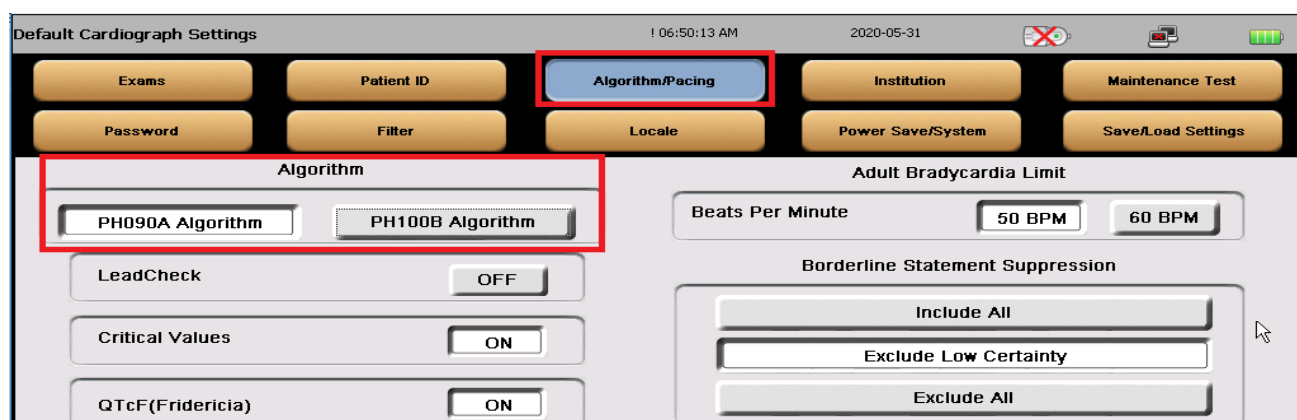 Default Cardiograph Settings ! 06:50:13 AM 2020-05-31
Exams Patient ID Algorithm/Pacing Institution Maintenance Test
Password Filter Locale Power Save/System Save/Load Settings
Algorithm
PH090A Algorithm PH100B Algorithm
LeadCheck OFF
Critical Values ON
QTcF(Fridericia) ON
Adult Bradycardia Limit
Beats Per Minute 50 BPM 60 BPM
Borderline Statement Suppression
Include All
Exclude Low Certainty
Exclude All